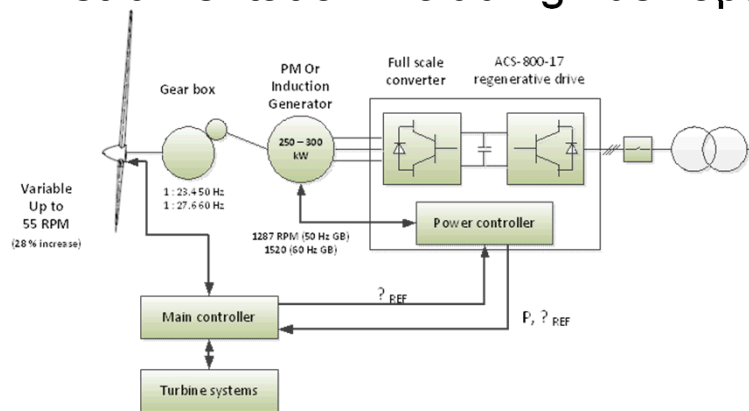 Full scale
converter
ACS-800-17
regenerative drive
PM Or
Induction
Generator
Gear box
250 – 300
kW
1 : 23.450 Hz
1 : 27.660 Hz
Variable
Up to
55 RPM
(28 % increase)
1287 RPM (50 Hz GB)
1520 (60 Hz GB)
Power controller
? REF
P, ? REF
Main controller
Turbine systems